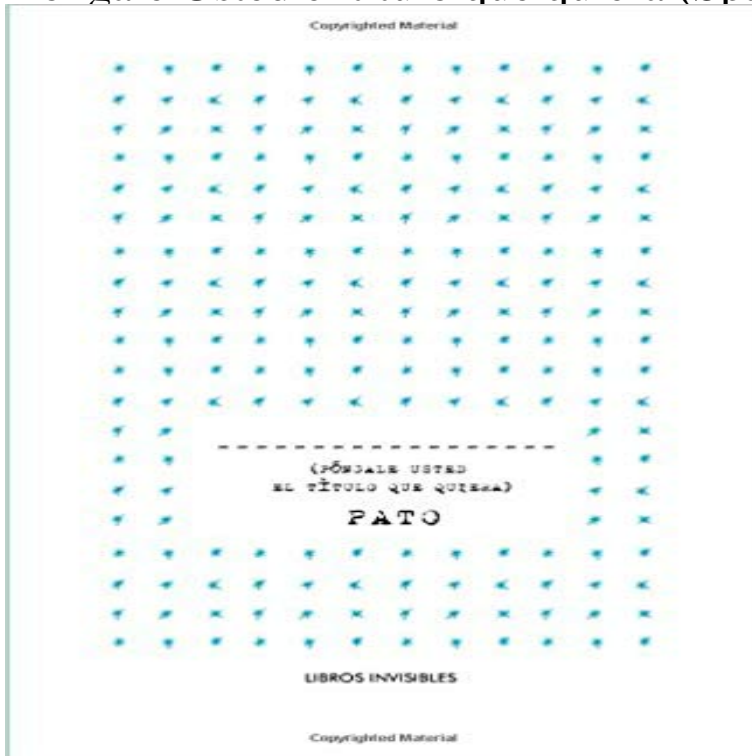 Copyrighted Material
(PÓNGALE USTED
EL TÍTULO QUE QUIERA)
PATO
LIBROS INVISIBLES
Copyrighted Material